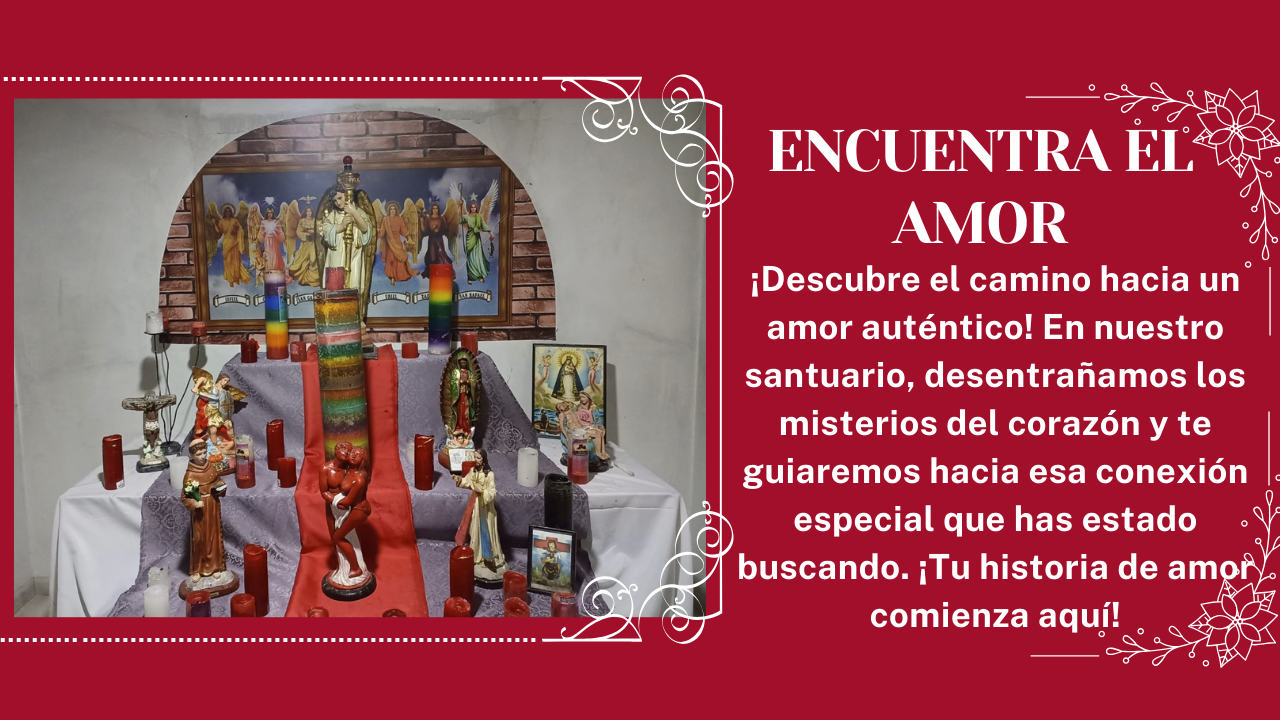 ENCUENTRA EL
AMOR
¡Descubre el camino hacia un
amor auténtico! En nuestro
santuario, desentrañamos los
misterios del corazón y te
guiaremos hacia esa conexión
especial que has estado
buscando. ¡Tu historia de amor
comienza aquí!